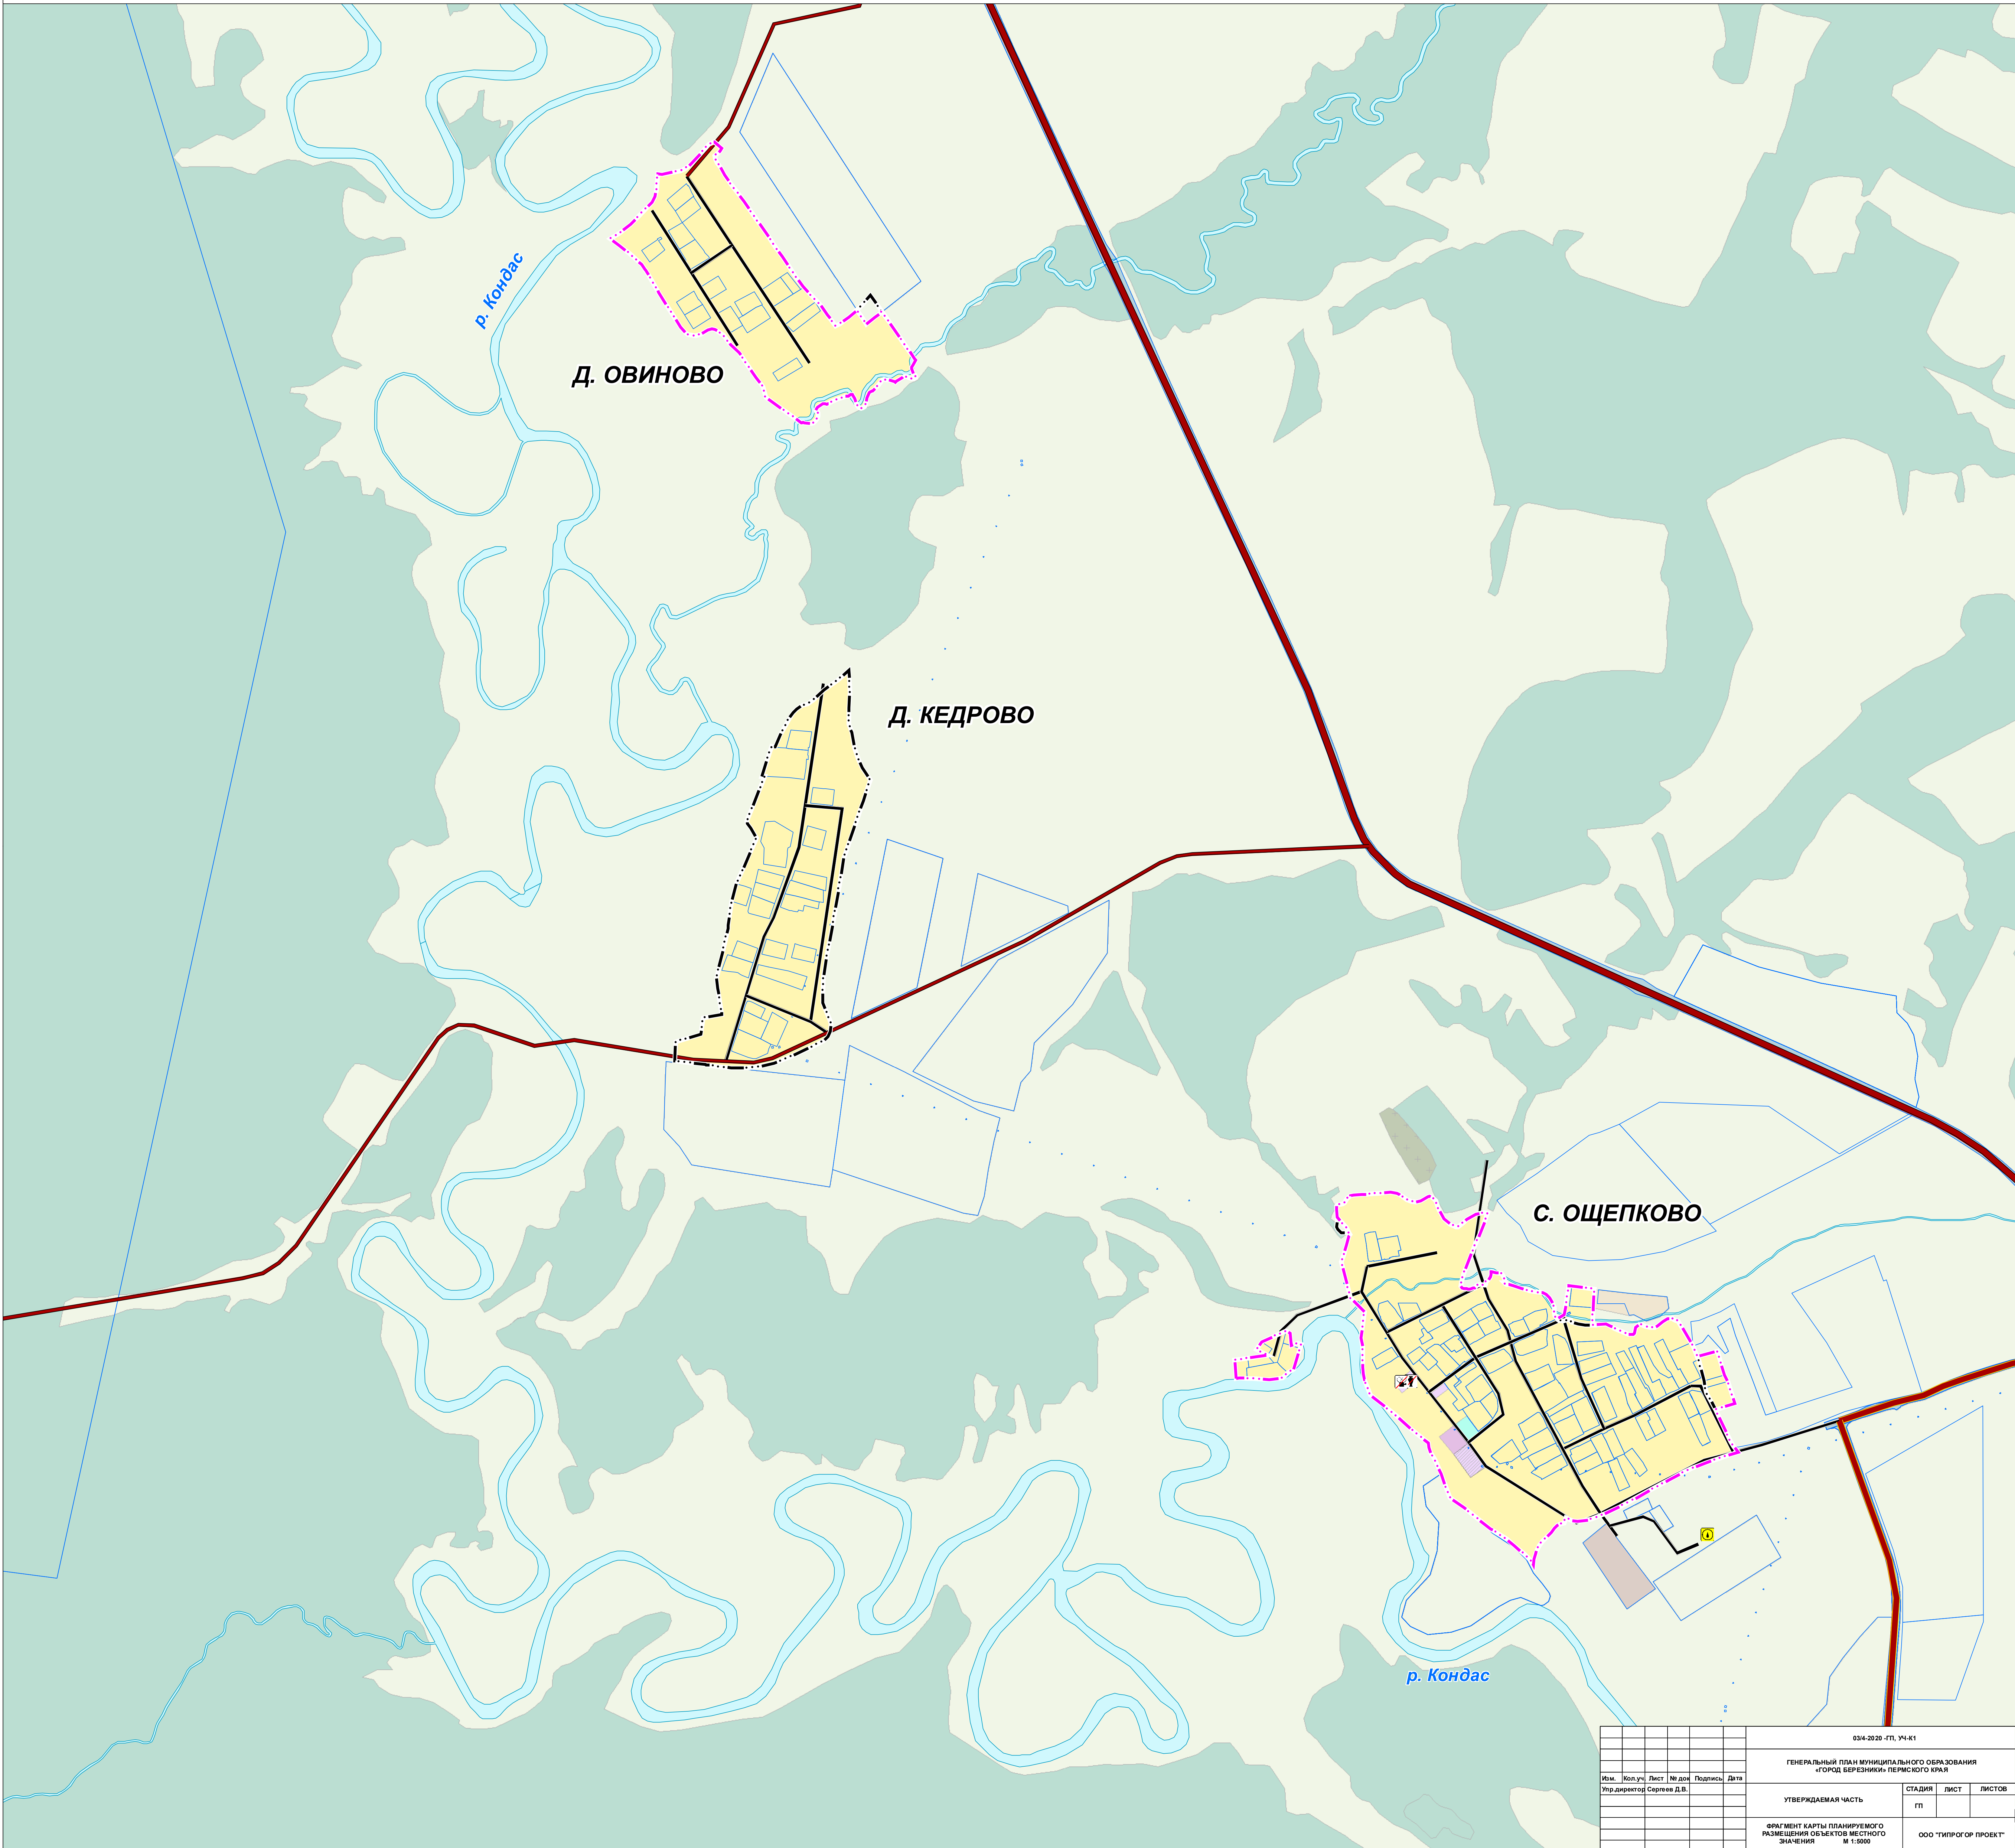 р. Кондас
Д. ОВИНОВО
Д. КЕДРОВО
С. ОЩЕПКОВО
р. Кондас
03/4-2020 -ГП, УЧ-К1
ГЕНЕРАЛЬНЫЙ ПЛАН МУНИЦИПАЛЬНОГО ОБРАЗОВАНИЯ
«ГОРОД БЕРЕЗНИКИ» ПЕРМСКОГО КРАЯ
Изм. Кол.уч. Лист № док Подпись Дата
Упр.директор Сергеев Д.В.
УТВЕРЖДАЕМАЯ ЧАСТЬ
СТАДИЯ ЛИСТ ЛИСТОВ
ГП
ФРАГМЕНТ КАРТЫ ПЛАНИРУЕМОГО
РАЗМЕЩЕНИЯ ОБЪЕКТОВ МЕСТНОГО
ЗНАЧЕНИЯ М 1:5000
ООО "ГИПРОГОР ПРОЕКТ"